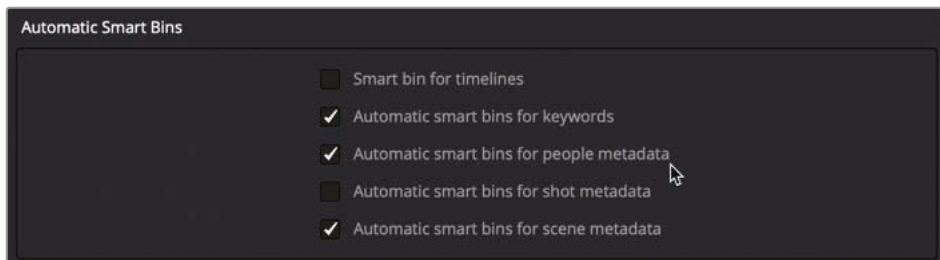 Automatic Smart Bins
Smart bin for timelines
Automatic smart bins for keywords
Automatic smart bins for people metadata
Automatic smart bins for shot metadata
Automatic smart bins for scene metadata